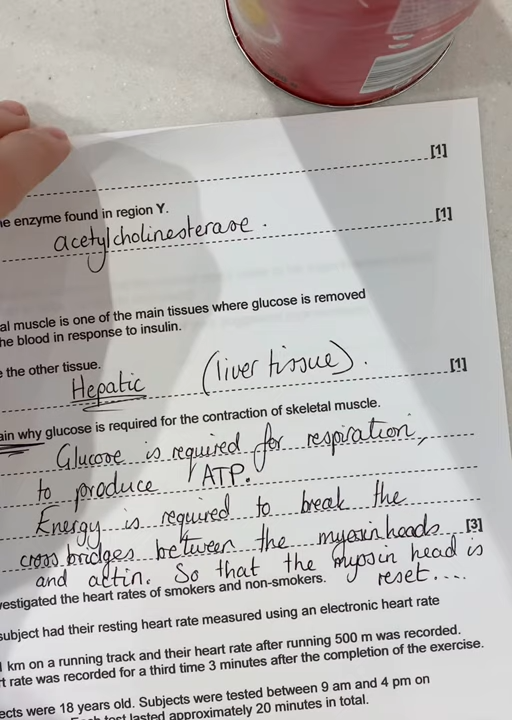 [1]
e enzyme found in region Y.
acetylcholinesterase. [1]
al muscle is one of the main tissues where glucose is removed
he blood in response to insulin.
e the other tissue.
Hepatic (liver tissue). [1]
ain why glucose is required for the contraction of skeletal muscle.
Glucose is required for respiration,
to produce ATP.
Energy is required to break the
cross bridges between the myosin heads [3]
and actin. So that the myosin head is
reset....
vestigated the heart rates of smokers and non-smokers.
subject had their resting heart rate measured using an electronic heart rate
1 km on a running track and their heart rate after running 500 m was recorded.
rt rate was recorded for a third time 3 minutes after the completion of the exercise.
ects were 18 years old. Subjects were tested between 9 am and 4 pm on
test lasted approximately 20 minutes in total.